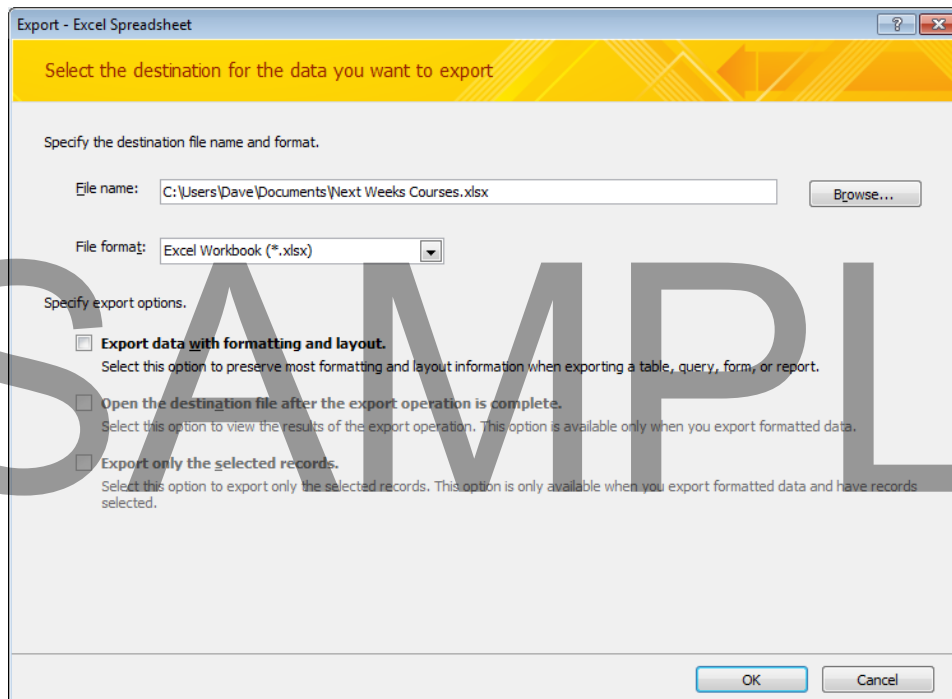 Export - Excel Spreadsheet
Select the destination for the data you want to export
Specify the destination file name and format.
File name: C:\Users\Dave\Documents\Next Weeks Courses.xlsx Browse...
File format: Excel Workbook (*.xlsx)
Specify export options.
Export data with formatting and layout.
Select this option to preserve most formatting and layout information when exporting a table, query, form, or report.
Open the destination file after the export operation is complete.
Select this option to view the results of the export operation. This option is available only when you export formatted data.
Export only the selected records.
Select this option to export only the selected records. This option is only available when you export formatted data and have records
selected.
SAMPL
OK Cancel